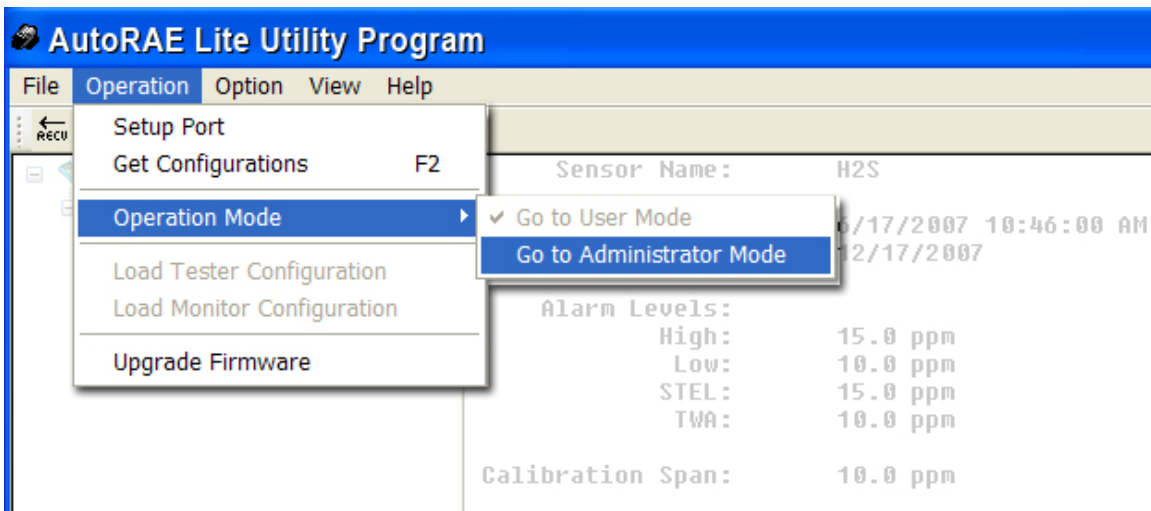 AutoRAE Lite Utility Program
File Operation Option View Help
RECV
Setup Port
Get Configurations F2
Operation Mode
Load Tester Configuration
Load Monitor Configuration
Upgrade Firmware
✓ Go to User Mode
Go to Administrator Mode
Sensor Name: H2S
/17/2007 10:46:00 AM
12/17/2007
Alarm Levels:
High: 15.0 ppm
Low: 10.0 ppm
STEL: 15.0 ppm
TWA: 10.0 ppm
Calibration Span: 10.0 ppm